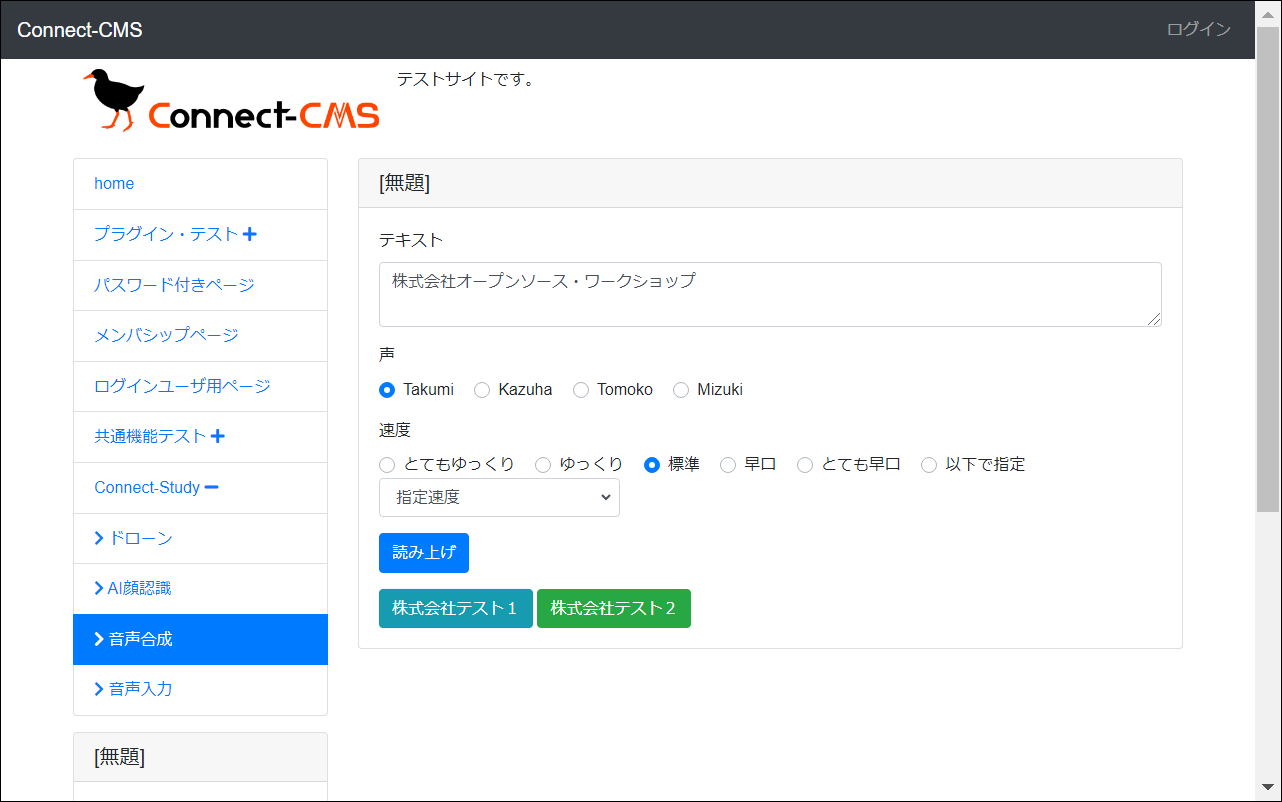 Connect-CMS
ログイン
Connect-CMS
テストサイトです。
home
プラグイン・テスト
パスワード付きページ
メンバシップページ
ログインユーザ用ページ
共通機能テスト
Connect-Study
ドローン
AI顔認識
音声合成
音声入力
[無題]
[無題]
テキスト
株式会社オープンソース・ワークショップ
声
Takumi Kazuha Tomoko Mizuki
速度
とてもゆっくり ゆっくり 標準 早口 とても早口 以下で指定
指定速度
読み上げ
株式会社テスト１ 株式会社テスト２